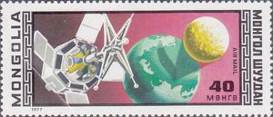 MONGOLIA
МОНГОЛ ШУУДАН
AIR MAIL
40
МӨНГӨ
1977